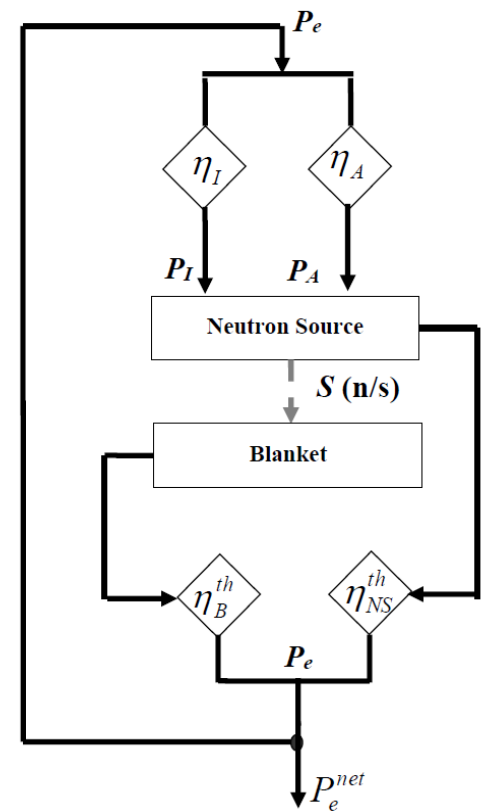 P_e
η_I η_A
P_I P_A
Neutron Source
S (n/s)
Blanket
η_B^th η_NS^th
P_e
P_e^net